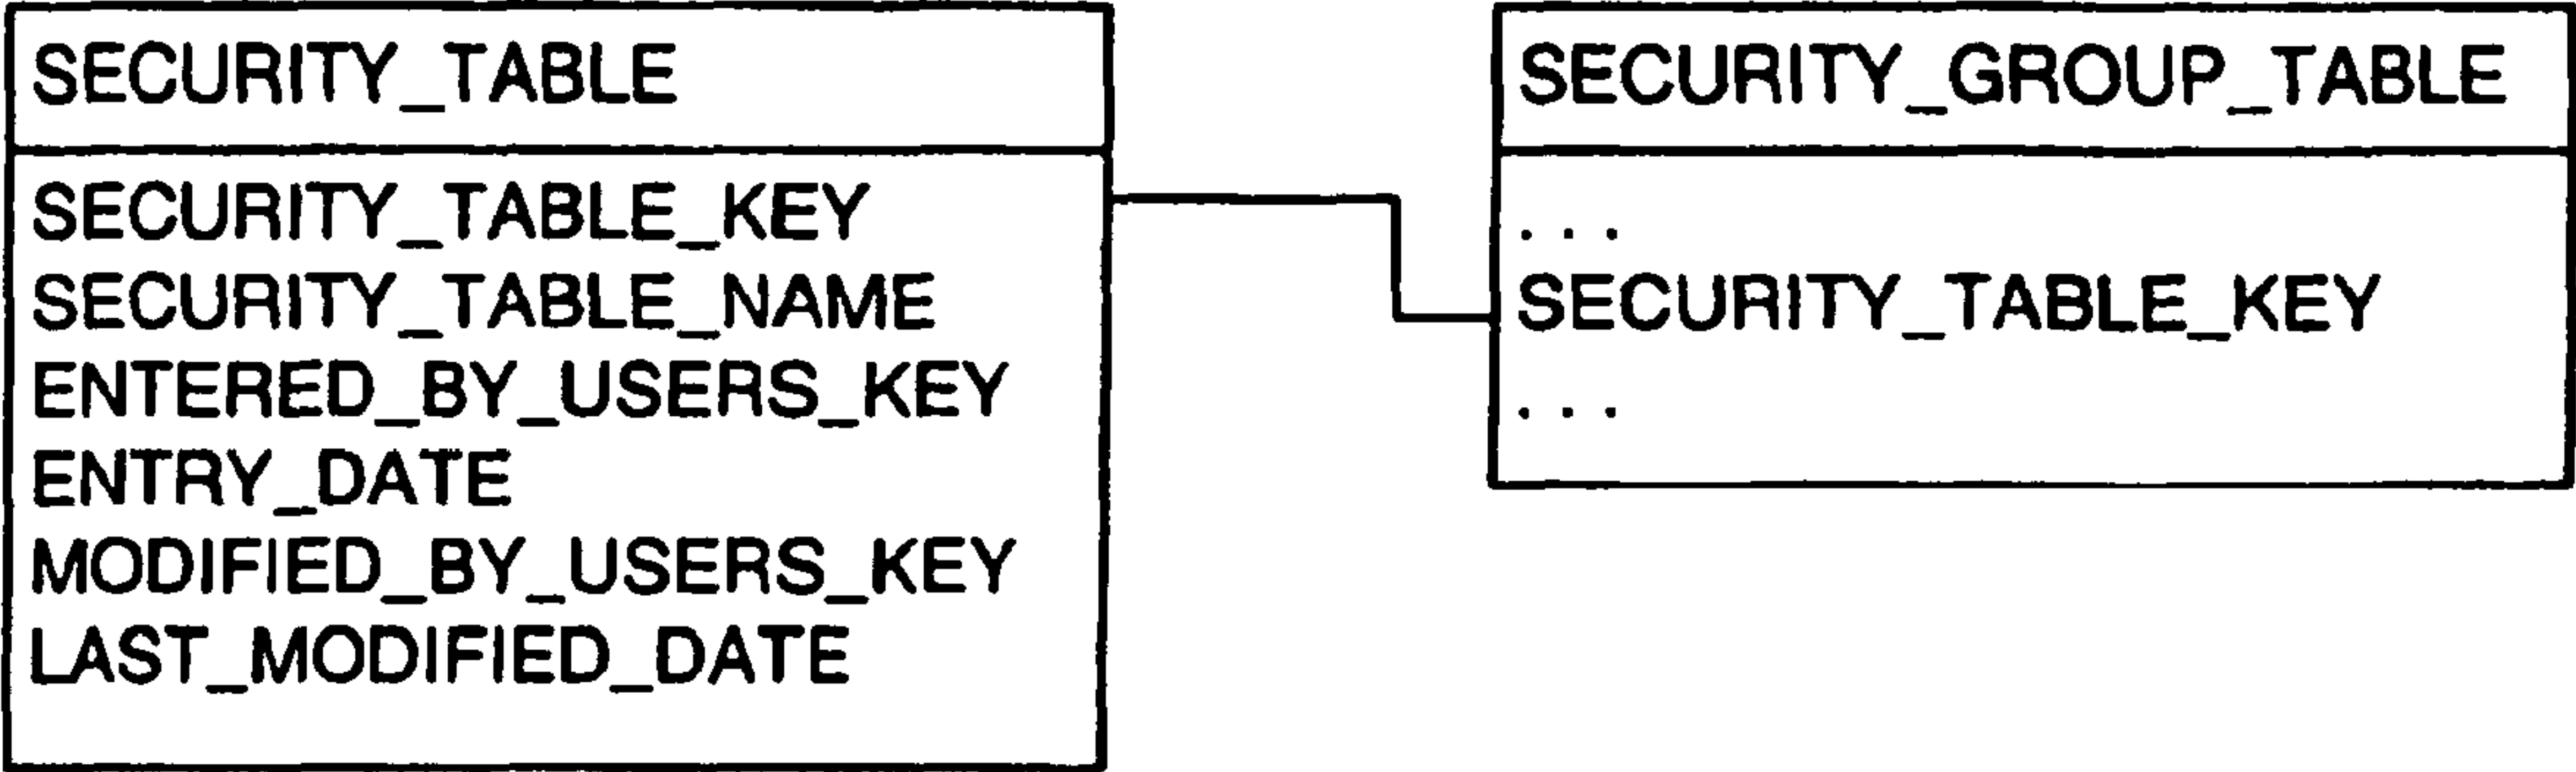 SECURITY_TABLE
SECURITY_TABLE_KEY
SECURITY_TABLE_NAME
ENTERED_BY_USERS_KEY
ENTRY_DATE
MODIFIED_BY_USERS_KEY
LAST_MODIFIED_DATE
SECURITY_GROUP_TABLE
. . .
SECURITY_TABLE_KEY
. . .